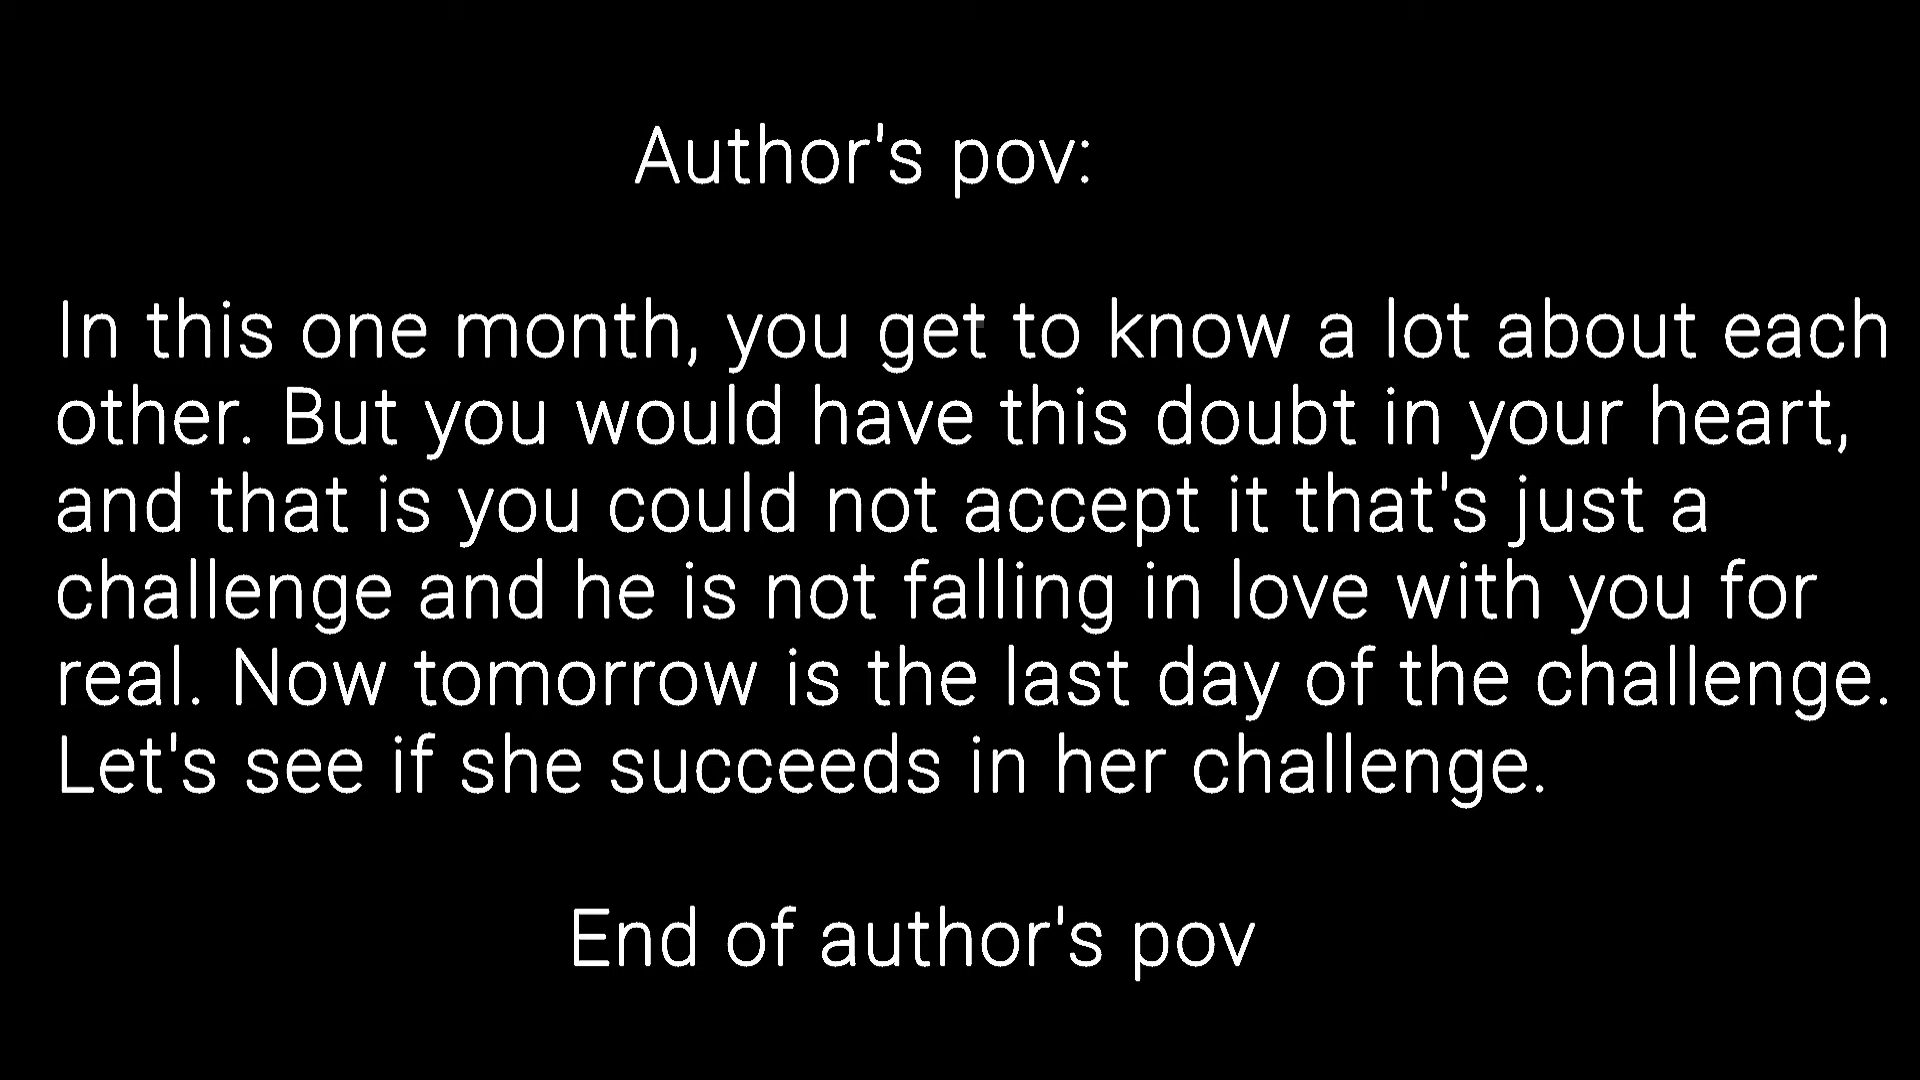 Author's pov:
In this one month, you get to know a lot about each
other. But you would have this doubt in your heart,
and that is you could not accept it that's just a
challenge and he is not falling in love with you for
real. Now tomorrow is the last day of the challenge.
Let's see if she succeeds in her challenge.
End of author's pov